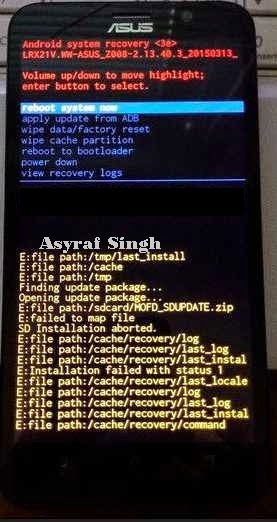 ASUS
Android system recovery <3e>
LRX21V.WW-ASUS_Z008-2.13.40.3_20150313_
Volume up/down to move highlight;
enter button to select.
reboot system now
apply update from ADB
wipe data/factory reset
wipe cache partition
reboot to bootloader
power down
view recovery logs
Asyraf Singh
E:file path:/tmp/last_install
E:file path:/cache
E:file path:/tmp
Finding update package...
Opening update package...
E:file path:/sdcard/MOFD_SDUPDATE.zip
E:failed to map file
SD Installation aborted.
E:file path:/cache/recovery/log
E:file path:/cache/recovery/last_log
E:file path:/cache/recovery/last_instal
E:Installation failed with status 1
E:file path:/cache/recovery/last_locale
E:file path:/cache/recovery/log
E:file path:/cache/recovery/last_log
E:file path:/cache/recovery/last_instal
E:file path:/cache/recovery/command